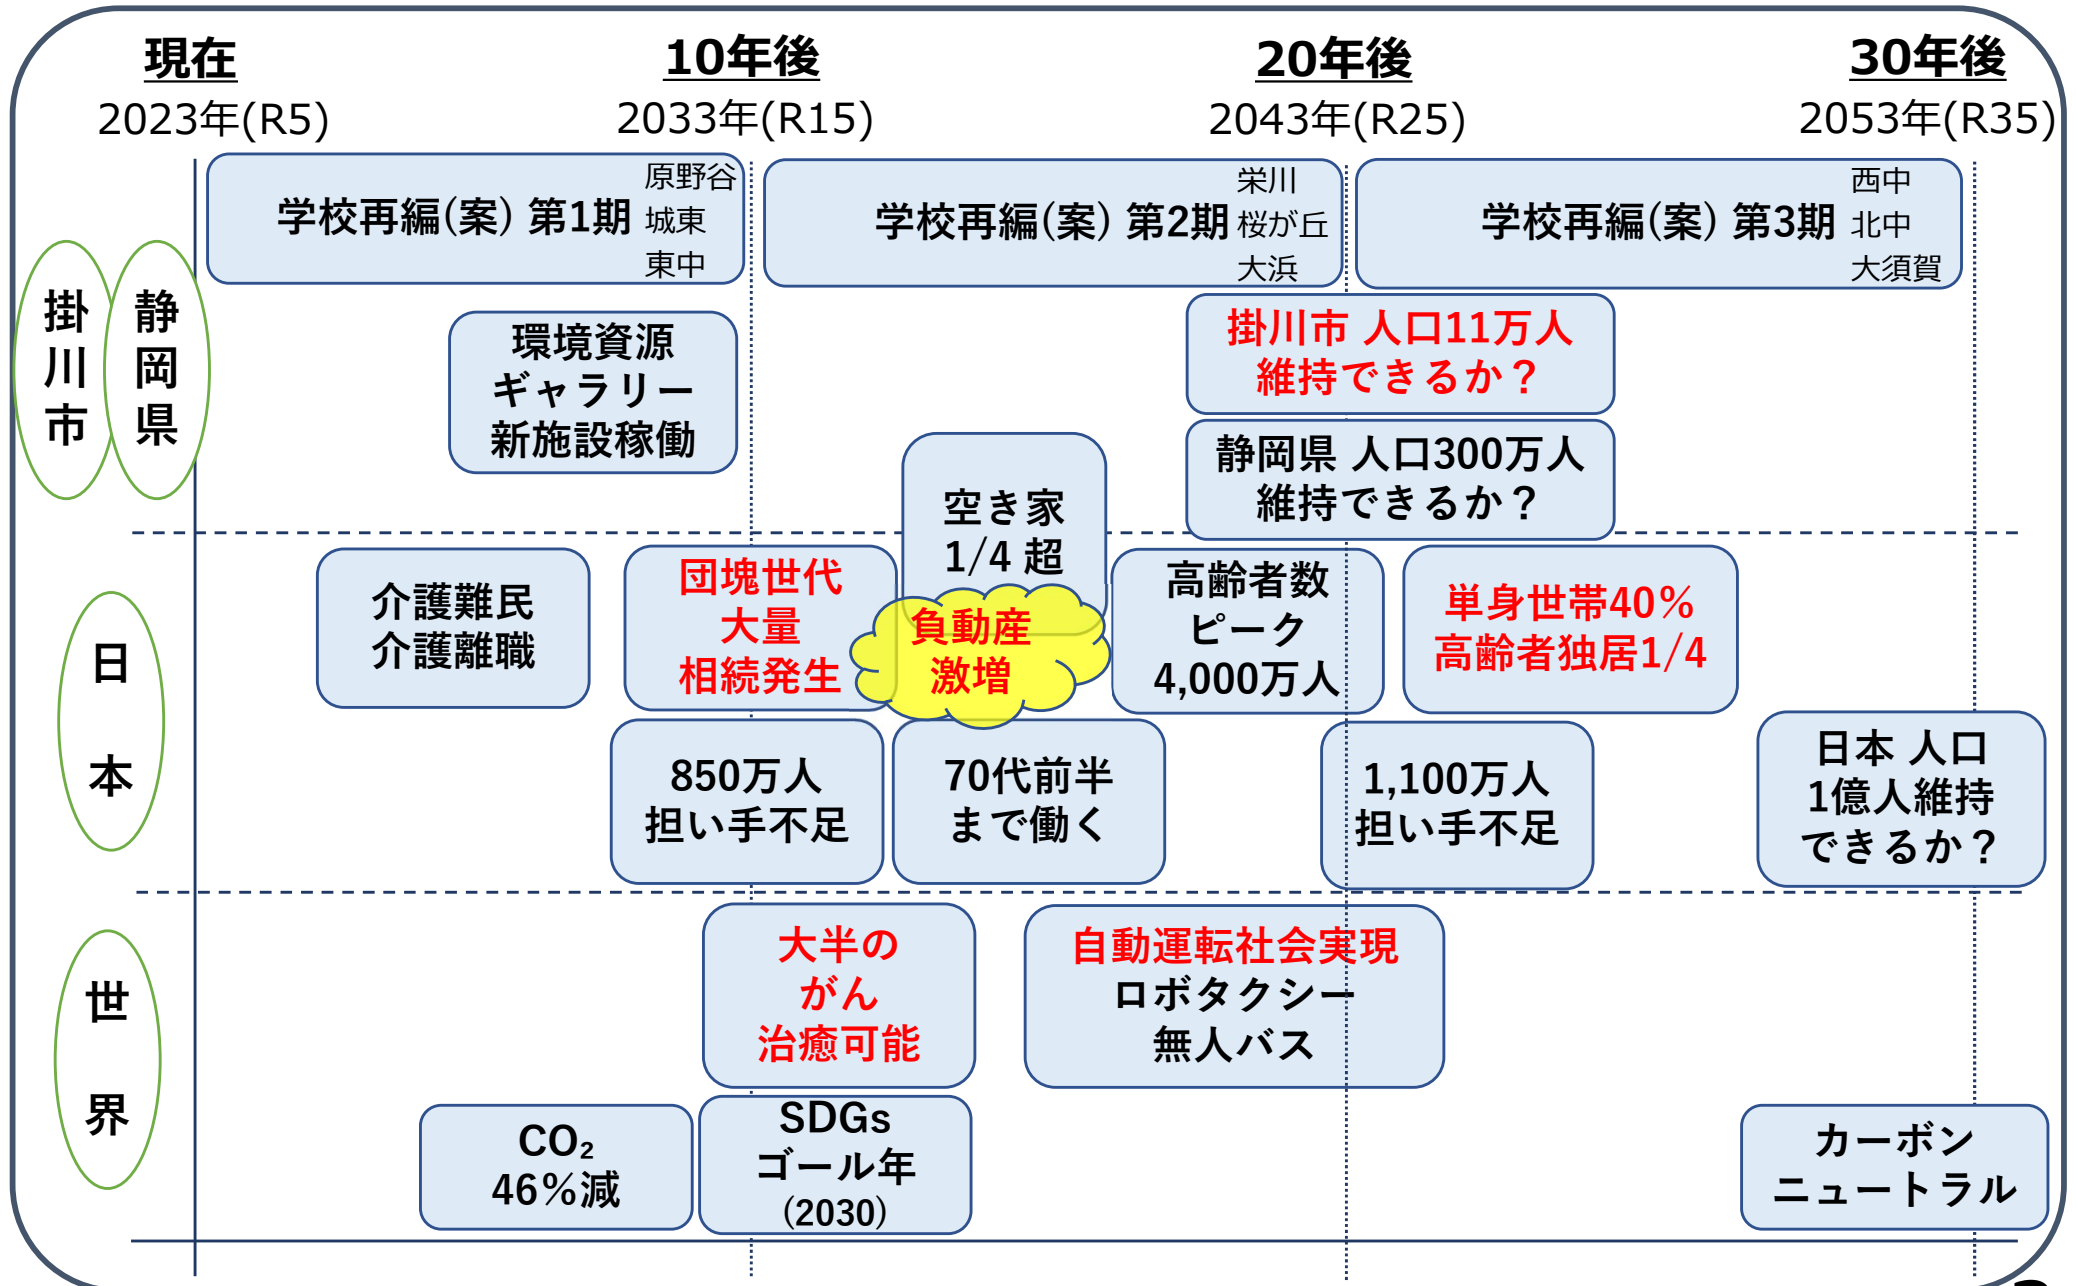 現在
2023年(R5)
10年後
2033年(R15)
20年後
2043年(R25)
30年後
2053年(R35)
掛川市
静岡県
学校再編(案) 第1期
原野谷
城東
東中
学校再編(案) 第2期
栄川
桜が丘
大浜
学校再編(案) 第3期
西中
北中
大須賀
環境資源
ギャラリー
新施設稼働
掛川市 人口11万人
維持できるか？
静岡県 人口300万人
維持できるか？
空き家
1/4 超
日本
介護難民
介護離職
団塊世代
大量
相続発生
負動産
激増
高齢者数
ピーク
4,000万人
単身世帯40%
高齢者独居1/4
850万人
担い手不足
70代前半
まで働く
1,100万人
担い手不足
日本 人口
1億人維持
できるか？
世界
大半の
がん
治癒可能
自動運転社会実現
ロボタクシー
無人バス
CO₂
46%減
SDGs
ゴール年
(2030)
カーボン
ニュートラル